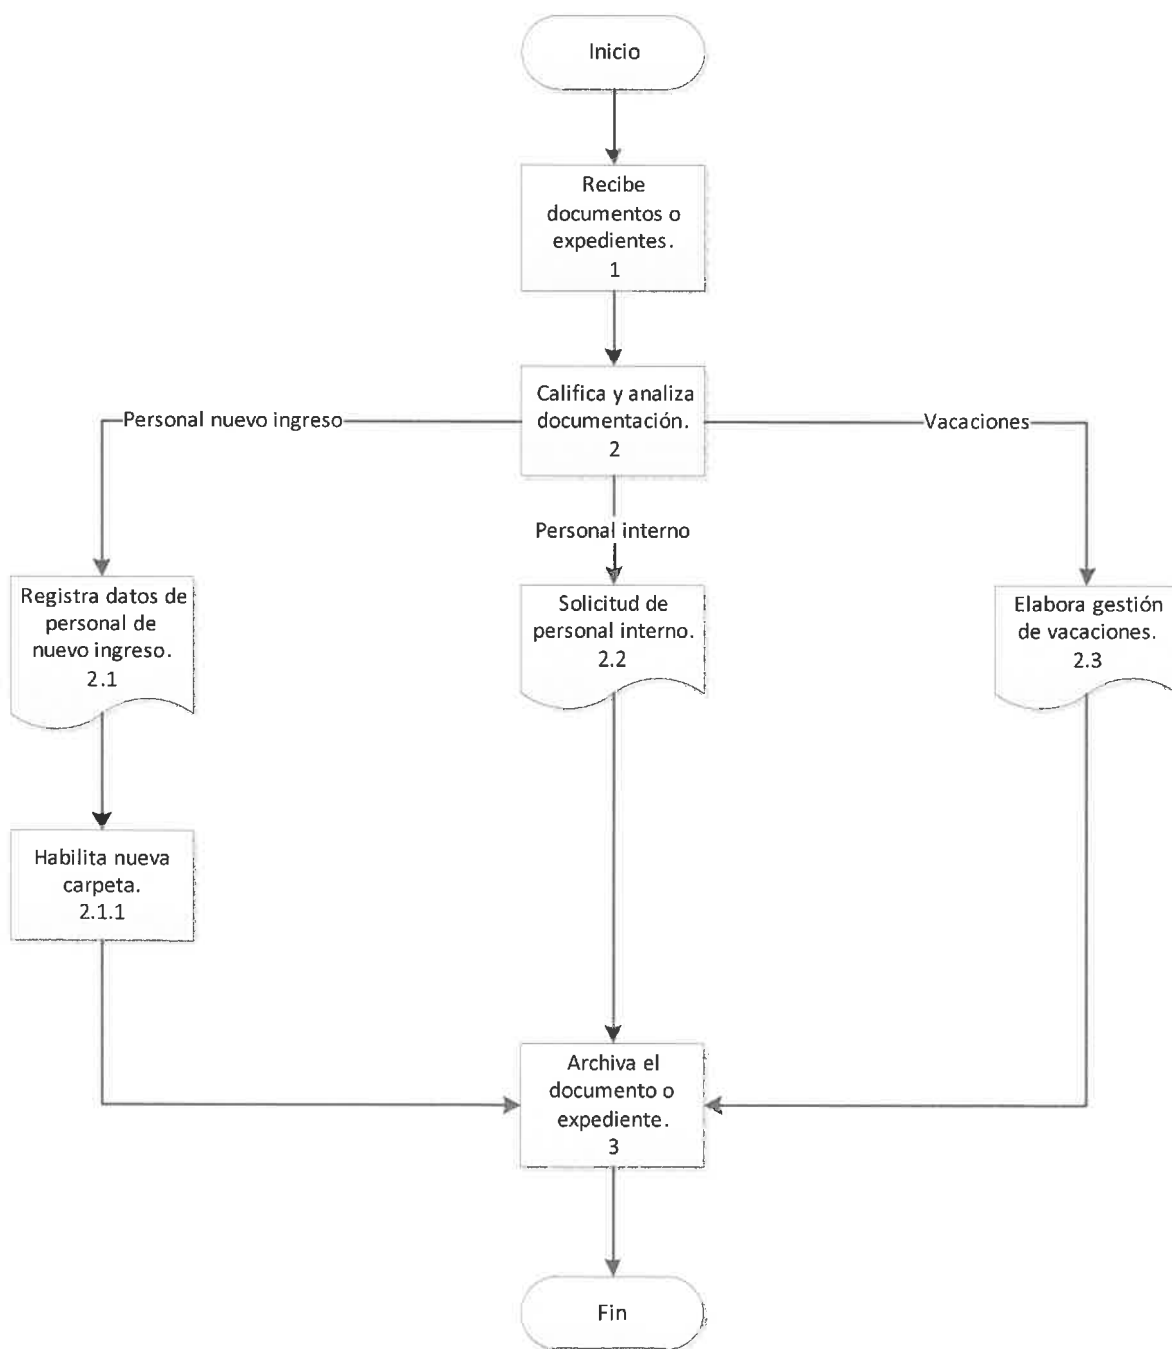 Inicio
Recibe
documentos o
expedientes.
1
Califica y analiza
documentación.
2
Personal nuevo ingreso
Vacaciones
Personal interno
Registra datos de
personal de
nuevo ingreso.
2.1
Solicitud de
personal interno.
2.2
Elabora gestión
de vacaciones.
2.3
Habilita nueva
carpeta.
2.1.1
Archiva el
documento o
expediente.
3
Fin